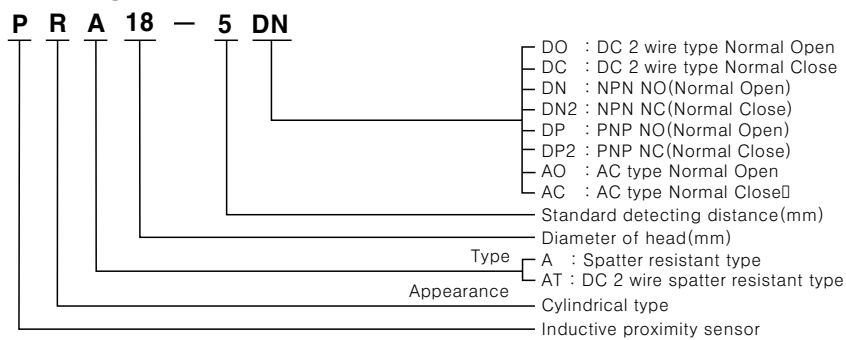 P R A 18 － 5 DN
DO : DC 2 wire type Normal Open
DC : DC 2 wire type Normal Close
DN : NPN NO(Normal Open)
DN2 : NPN NC(Normal Close)
DP : PNP NO(Normal Open)
DP2 : PNP NC(Normal Close)
AO : AC type Normal Open
AC : AC type Normal Close▯
Standard detecting distance(mm)
Diameter of head(mm)
Type A : Spatter resistant type
AT : DC 2 wire spatter resistant type
Appearance
Cylindrical type
Inductive proximity sensor